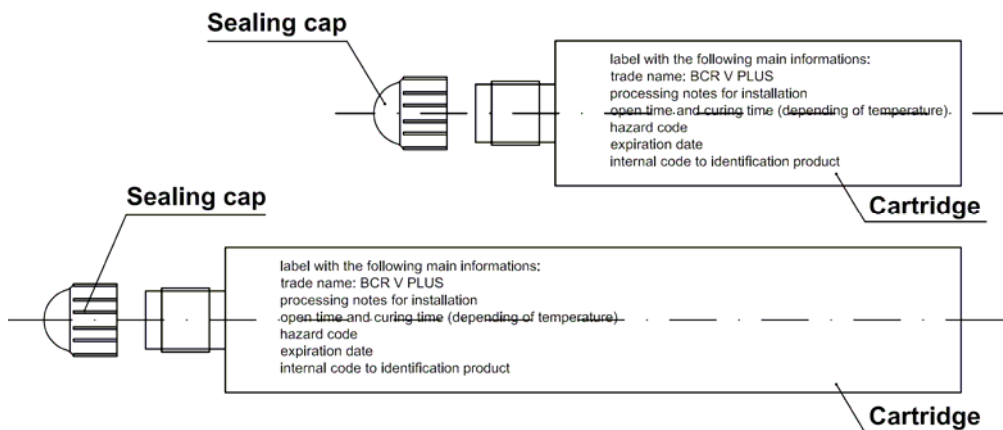 Sealing cap
label with the following main informations:
trade name: BCR V PLUS
processing notes for installation
open time and curing time (depending of temperature)
hazard code
expiration date
internal code to identification product
Cartridge
Sealing cap
label with the following main informations:
trade name: BCR V PLUS
processing notes for installation
open time and curing time (depending of temperature)
hazard code
expiration date
internal code to identification product
Cartridge